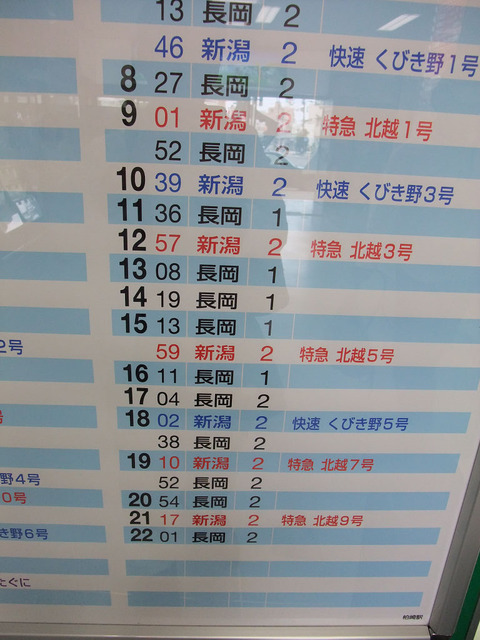 13 長岡 2
46 新潟 2 快速 くびき野1号
8 27 長岡 2
9 01 新潟 2 特急 北越1号
52 長岡 2
10 39 新潟 2 快速 くびき野3号
11 36 長岡 1
12 57 新潟 2 特急 北越3号
13 08 長岡 1
14 19 長岡 1
15 13 長岡 1
2号 59 新潟 2 特急 北越5号
16 11 長岡 1
17 04 長岡 2
号 18 02 新潟 2 快速 くびき野5号
38 長岡 2
19 10 新潟 2 特急 北越7号
野4号 52 長岡 2
0号 20 54 長岡 2
21 17 新潟 2 特急 北越9号
き野6号 22 01 長岡 2
たぐに
柏崎駅